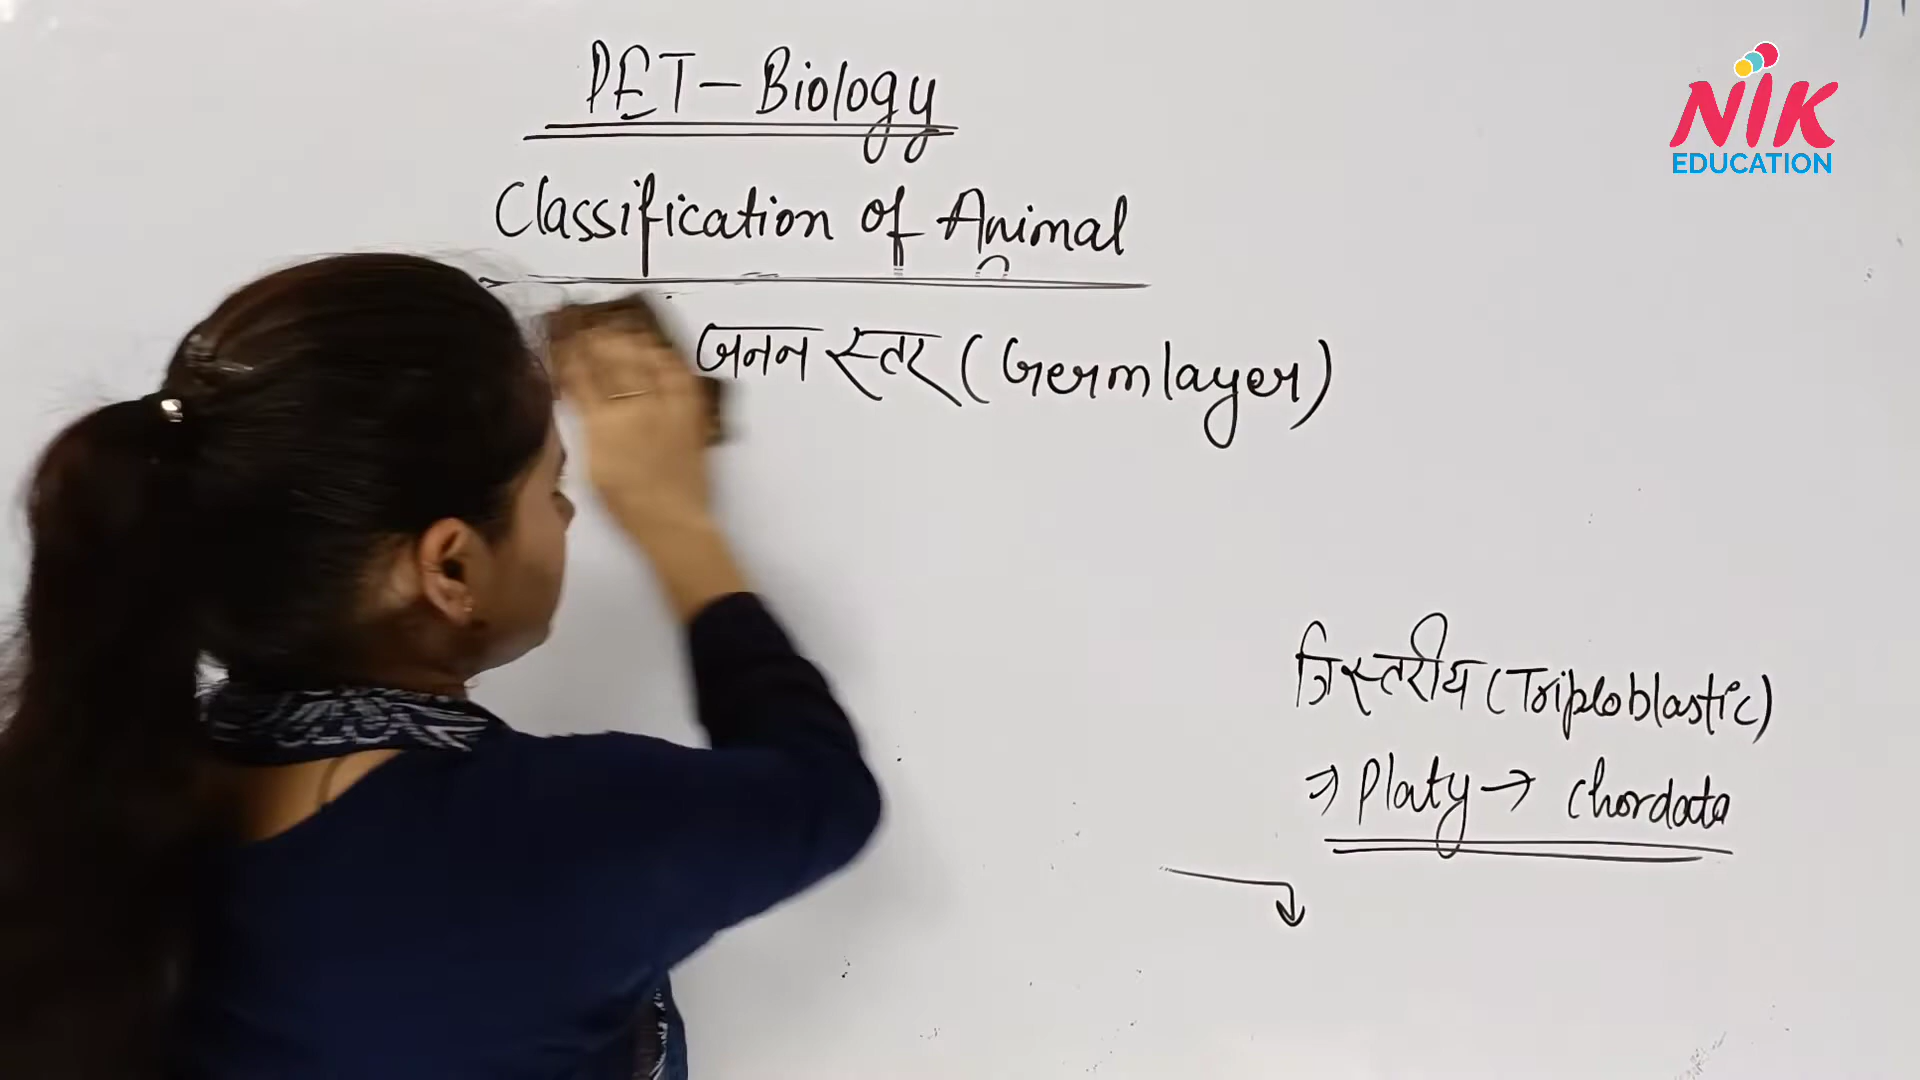 PET - Biology
NIK
EDUCATION
Classification of Animal
जनन स्तर (Germlayer)
त्रिस्तरीय (Triploblastic)
⇒ Platy → Chordata